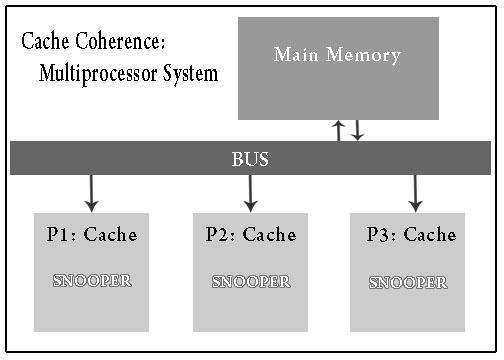 Cache Coherence:
Multiprocessor System
Main Memory
BUS
P1: Cache
SNOOPER
P2: Cache
SNOOPER
P3: Cache
SNOOPER